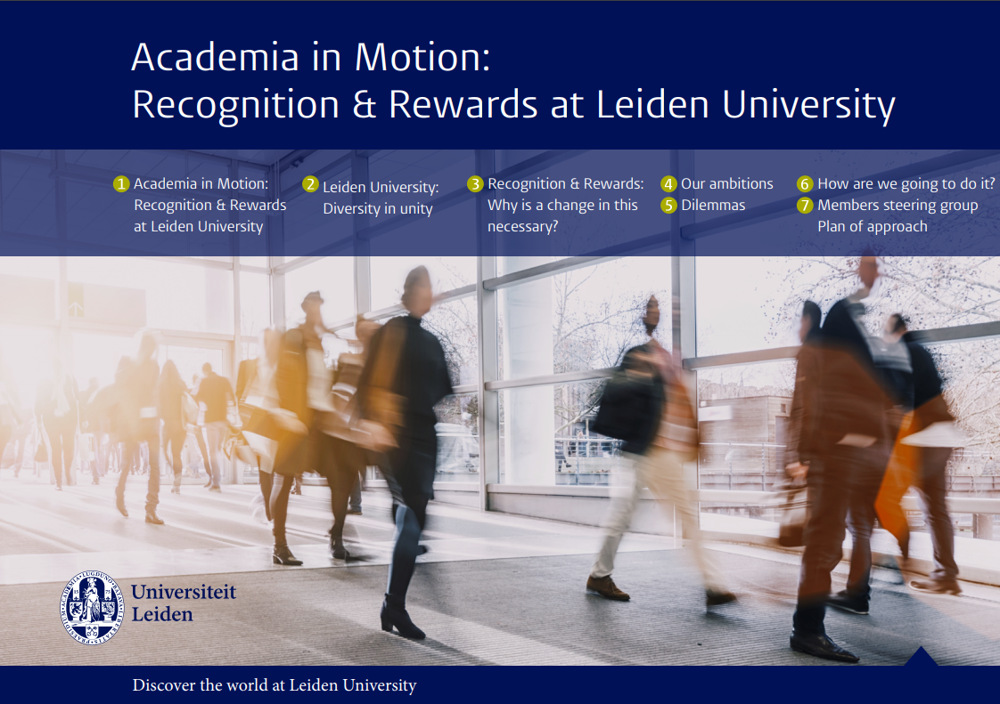 Academia in Motion:
Recognition & Rewards at Leiden University
1 Academia in Motion:
Recognition & Rewards
at Leiden University
2 Leiden University:
Diversity in unity
3 Recognition & Rewards:
Why is a change in this
necessary?
4 Our ambitions
5 Dilemmas
6 How are we going to do it?
7 Members steering group
Plan of approach
Universiteit
Leiden
Discover the world at Leiden University